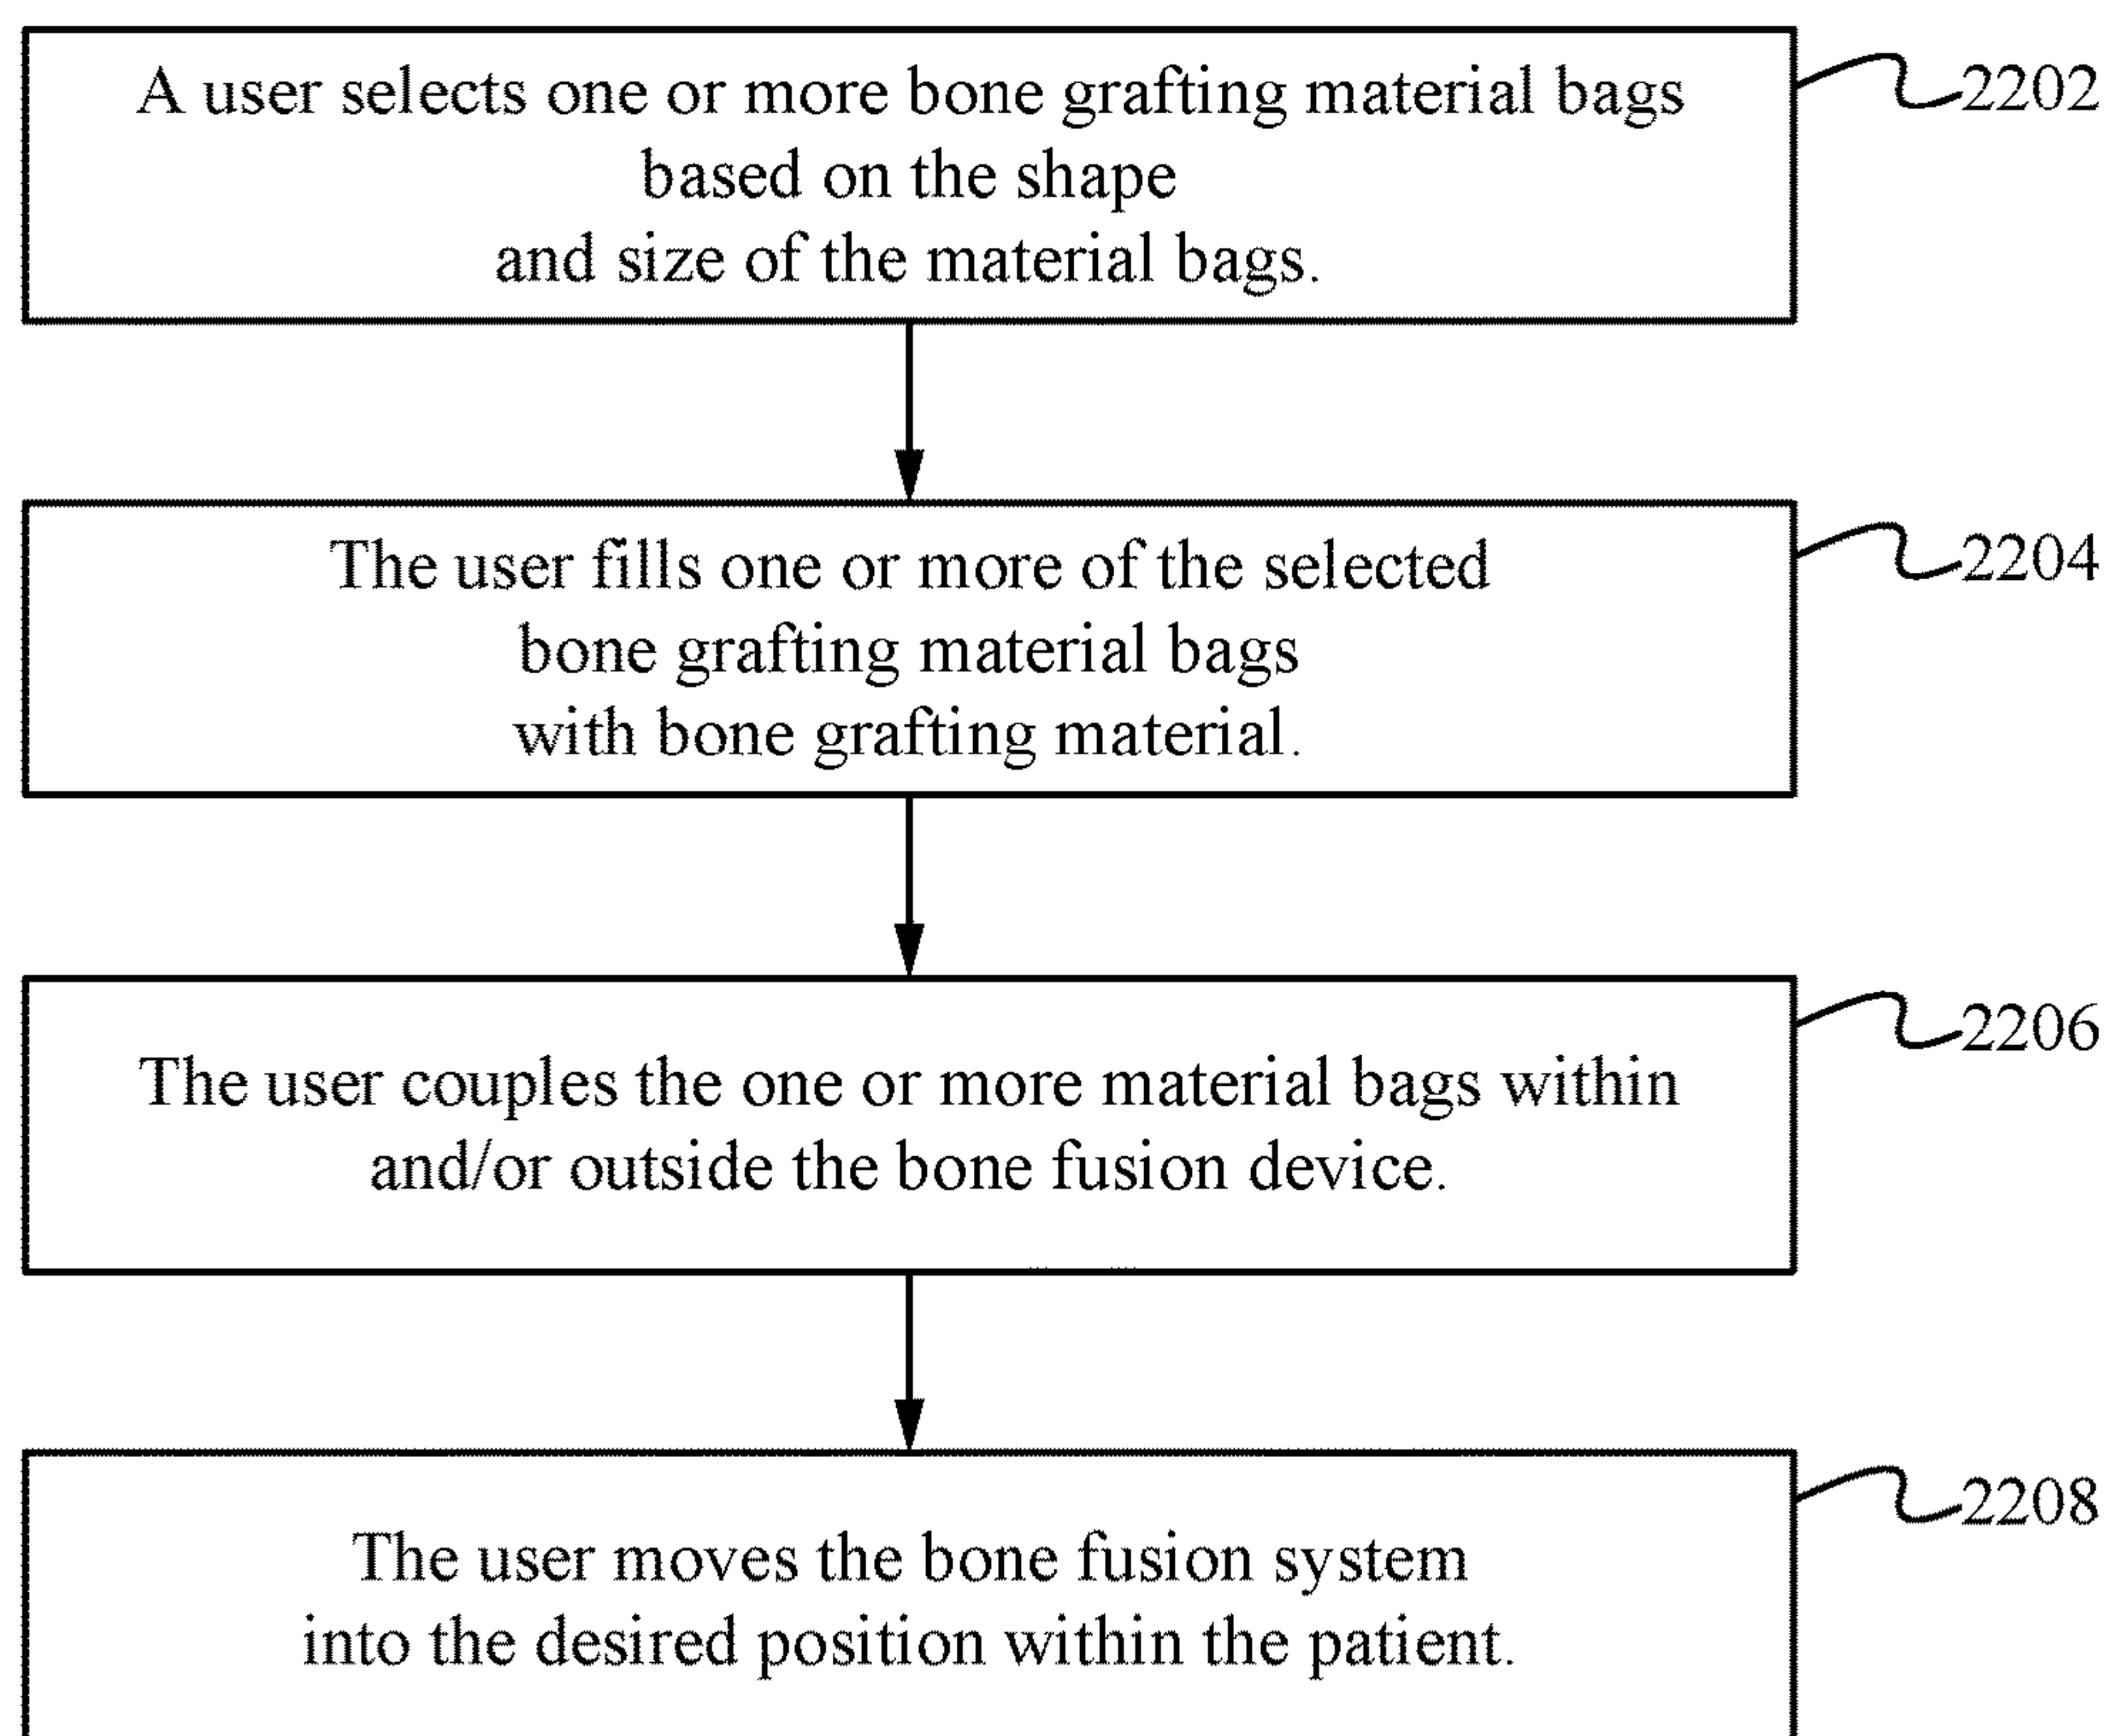 A user selects one or more bone grafting material bags
based on the shape
and size of the material bags.
2202
The user fills one or more of the selected
bone grafting material bags
with bone grafting material.
2204
The user couples the one or more material bags within
and/or outside the bone fusion device.
2206
The user moves the bone fusion system
into the desired position within the patient.
2208